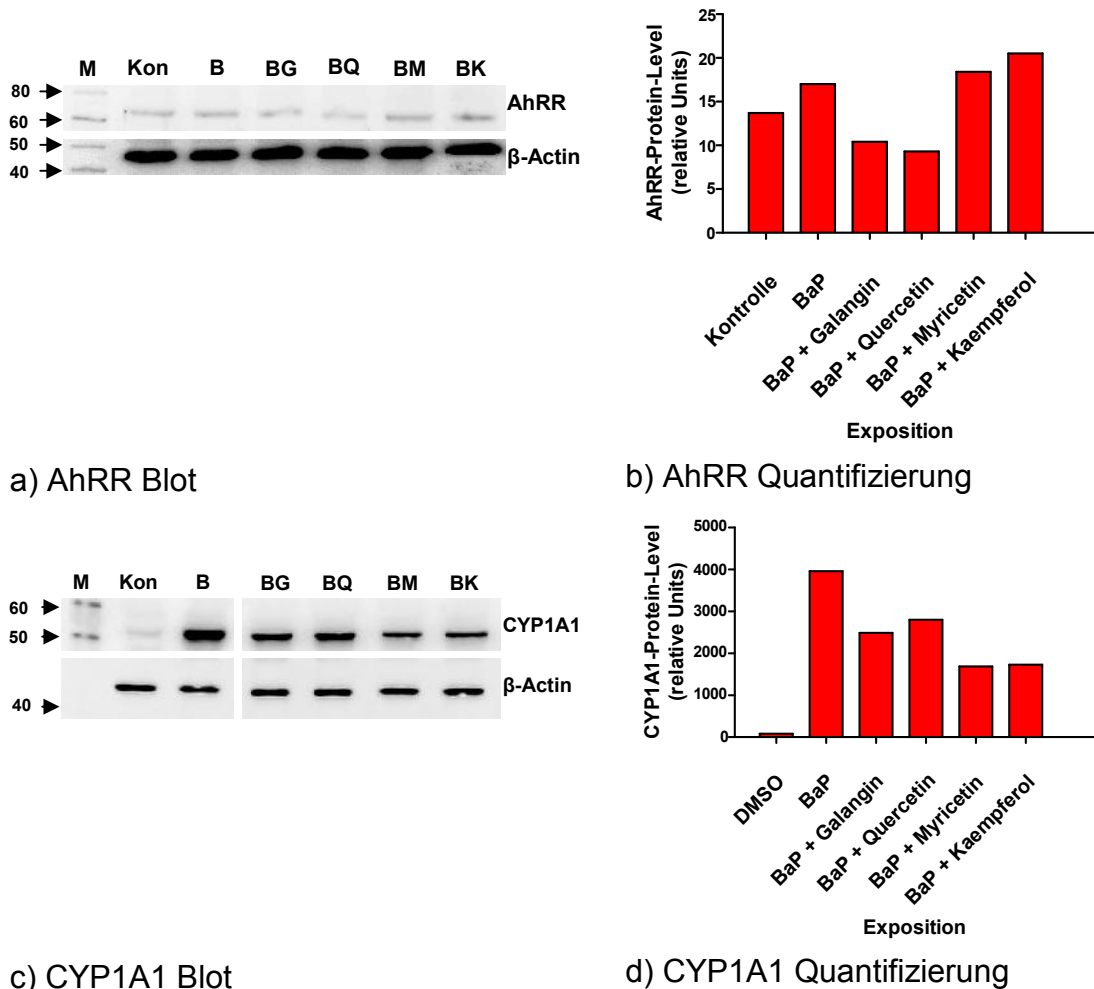 M Kon B BG BQ BM BK
80
60
AhRR
50
40
β-Actin
AhRR-Protein-Level
(relative Units)
25
20
15
10
5
0
Kontrolle
BaP
BaP + Galangin
BaP + Quercetin
BaP + Myricetin
BaP + Kaempferol
Exposition
a) AhRR Blot
b) AhRR Quantifizierung
M Kon B BG BQ BM BK
60
50
CYP1A1
β-Actin
40
CYP1A1-Protein-Level
(relative Units)
5000
4000
3000
2000
1000
0
DMSO
BaP
BaP + Galangin
BaP + Quercetin
BaP + Myricetin
BaP + Kaempferol
Exposition
c) CYP1A1 Blot
d) CYP1A1 Quantifizierung